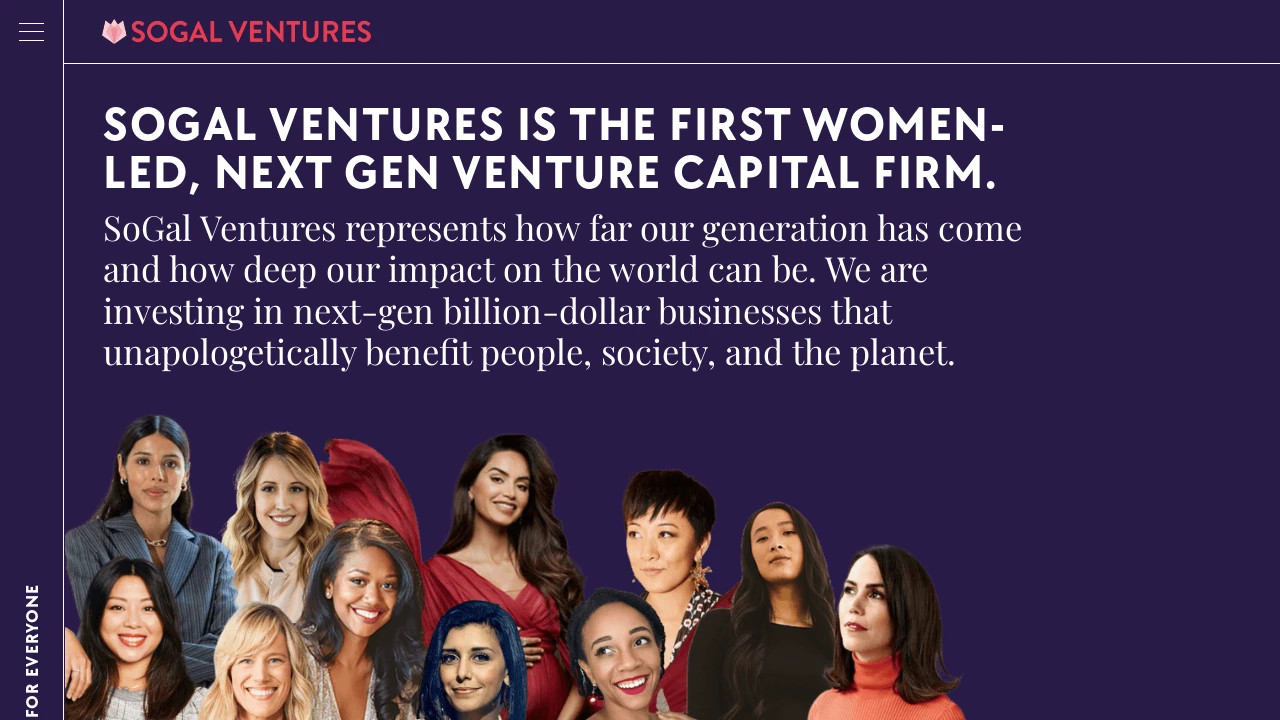 SOGAL VENTURES
SOGAL VENTURES IS THE FIRST WOMEN-
LED, NEXT GEN VENTURE CAPITAL FIRM.
SoGal Ventures represents how far our generation has come
and how deep our impact on the world can be. We are
investing in next-gen billion-dollar businesses that
unapologetically benefit people, society, and the planet.
FOR EVERYONE